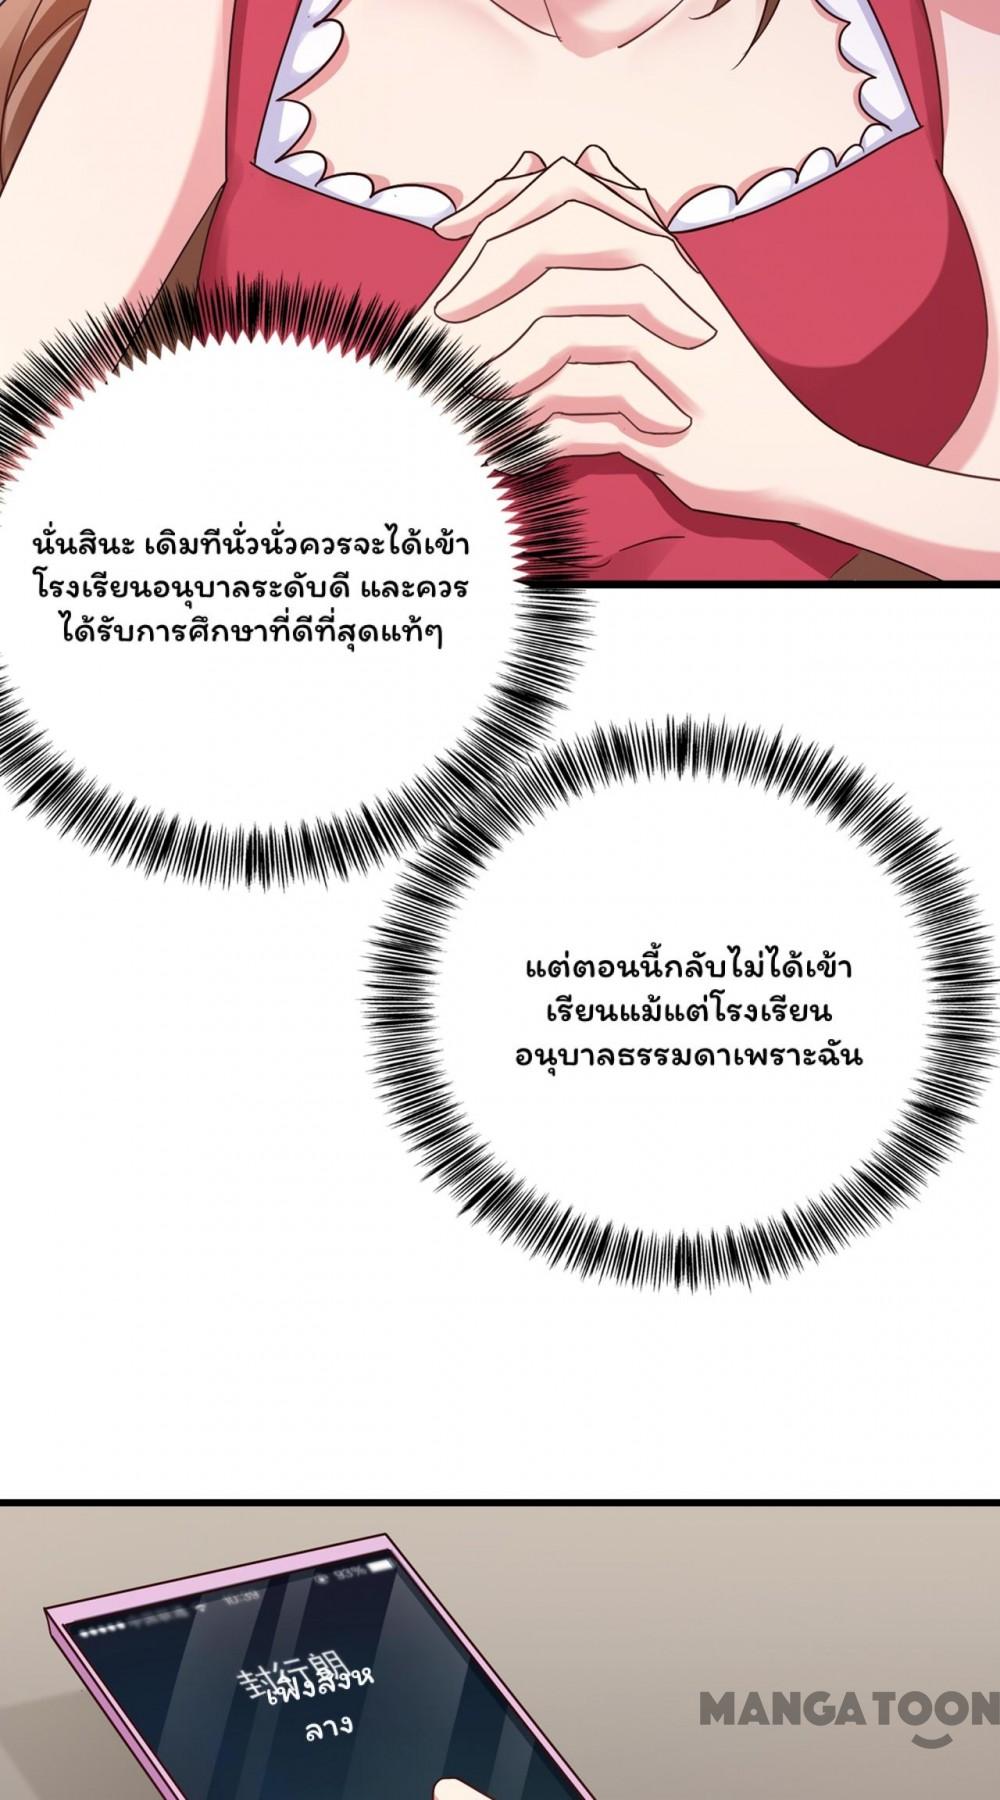 นั่นสินะ เดิมทีนั่วนั่วควรจะได้เข้า
โรงเรียนอนุบาลระดับดี และควร
ได้รับการศึกษาที่ดีที่สุดแท้ๆ
แต่ตอนนี้กลับไม่ได้เข้า
เรียนแม้แต่โรงเรียน
อนุบาลธรรมดาเพราะฉัน
10:39 93%
封行朗
เฟิงสิงห
ลาง
MANGATOON